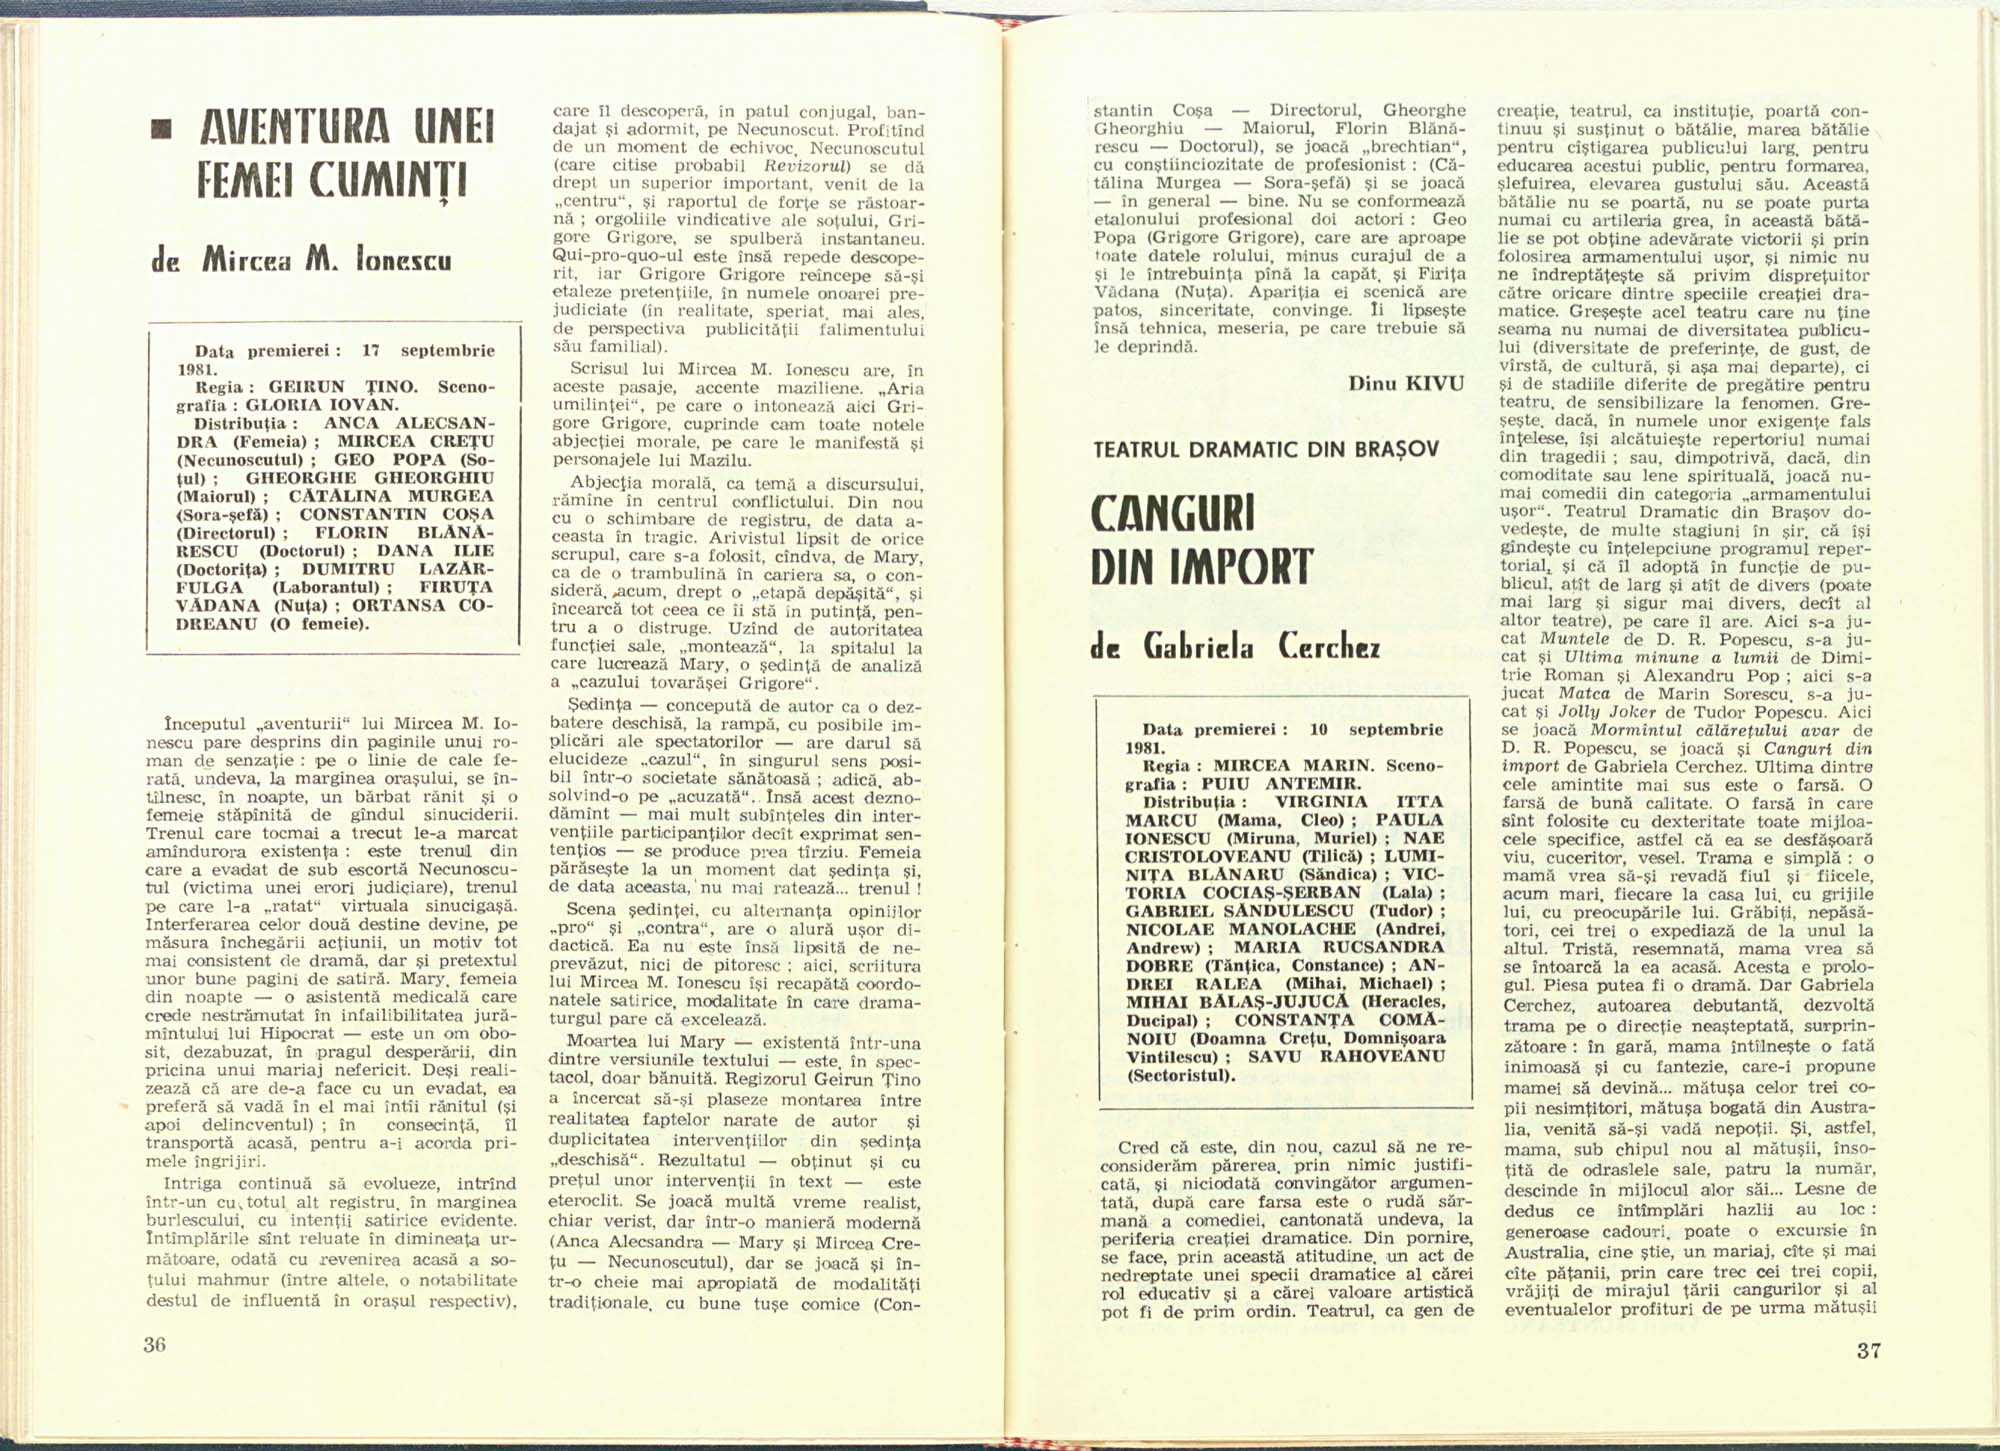 ■ AVENTURA UNEI
FEMEI CUMINȚI
de Mircea M. Ionescu
Data premierei : 17 septembrie
1981.
Regia : GEIRUN ȚINO. Sceno-
grafia : GLORIA IOVAN.
Distribuția : ANCA ALECSAN-
DRA (Femeia) ; MIRCEA CREȚU
(Necunoscutul) ; GEO POPA (So-
țul) ; GHEORGHE GHEORGHIU
(Maiorul) ; CĂTĂLINA MURGEA
(Sora-șefă) ; CONSTANTIN COȘA
(Directorul) ; FLORIN BLĂNĂ-
RESCU (Doctorul) ; DANA ILIE
(Doctorița) ; DUMITRU LAZĂR-
FULGA (Laborantul) ; FIRUȚA
VĂDANA (Nuța) ; ORTANSA CO-
DREANU (O femeie).
Începutul „aventurii“ lui Mircea M. Io-
nescu pare desprins din paginile unui ro-
man de senzație : pe o linie de cale fe-
rată, undeva, la marginea orașului, se în-
tîlnesc, în noapte, un bărbat rănit și o
femeie stăpînită de gîndul sinuciderii.
Trenul care tocmai a trecut le-a marcat
amîndurora existența : este trenul din
care a evadat de sub escortă Necunoscu-
tul (victima unei erori judiciare), trenul
pe care l-a „ratat“ virtuala sinucigașă.
Interferarea celor două destine devine, pe
măsura închegării acțiunii, un motiv tot
mai consistent de dramă, dar și pretextul
unor bune pagini de satiră. Mary, femeia
din noapte — o asistentă medicală care
crede nestrămutat în infailibilitatea jură-
mîntului lui Hipocrat — este un om obo-
sit, dezabuzat, în pragul desperării, din
pricina unui mariaj nefericit. Deși reali-
zează că are de-a face cu un evadat, ea
preferă să vadă în el mai întîi rănitul (și
apoi delincventul) ; în consecință, îl
transportă acasă, pentru a-i acorda pri-
mele îngrijiri.
Intriga continuă să evolueze, intrînd
într-un cu totul alt registru, în marginea
burlescului, cu intenții satirice evidente.
Întîmplările sînt reluate în dimineața ur-
mătoare, odată cu revenirea acasă a so-
țului mahmur (între altele, o notabilitate
destul de influentă în orașul respectiv),
36
care îl descoperă, în patul conjugal, ban-
dajat și adormit, pe Necunoscut. Profitînd
de un moment de echivoc, Necunoscutul
(care citise probabil Revizorul) se dă
drept un superior important, venit de la
„centru“, și raportul de forțe se răstoar-
nă ; orgoliile vindicative ale soțului, Gri-
gore Grigore, se spulberă instantaneu.
Qui-pro-quo-ul este însă repede descope-
rit, iar Grigore Grigore reîncepe să-și
etaleze pretențiile, în numele onoarei pre-
judiciate (în realitate, speriat, mai ales,
de perspectiva publicității falimentului
său familial).
Scrisul lui Mircea M. Ionescu are, în
aceste pasaje, accente maziliene. „Aria
umilinței“, pe care o intonează aici Gri-
gore Grigore, cuprinde cam toate notele
abjecției morale, pe care le manifestă și
personajele lui Mazilu.
Abjecția morală, ca temă a discursului,
rămîne în centrul conflictului. Din nou
cu o schimbare de registru, de data a-
ceasta în tragic. Arivistul lipsit de orice
scrupul, care s-a folosit, cîndva, de Mary,
ca de o trambulină în cariera sa, o con-
sideră, acum, drept o „etapă depășită“, și
încearcă tot ceea ce îi stă în putință, pen-
tru a o distruge. Uzînd de autoritatea
funcției sale, „montează“, la spitalul la
care lucrează Mary, o ședință de analiză
a „cazului tovarășei Grigore“.
Ședința — concepută de autor ca o dez-
batere deschisă, la rampă, cu posibile im-
plicări ale spectatorilor — are darul să
elucideze „cazul“, în singurul sens posi-
bil într-o societate sănătoasă ; adică, ab-
solvind-o pe „acuzată“. Însă acest dezno-
dămînt — mai mult subînțeles din inter-
vențiile participanților decît exprimat sen-
tențios — se produce prea tîrziu. Femeia
părăsește la un moment dat ședința și,
de data aceasta, nu mai ratează... trenul !
Scena ședinței, cu alternanța opiniilor
„pro“ și „contra“, are o alură ușor di-
dactică. Ea nu este însă lipsită de ne-
prevăzut, nici de pitoresc ; aici, scriitura
lui Mircea M. Ionescu își recapătă coordo-
natele satirice, modalitate în care drama-
turgul pare că excelează.
Moartea lui Mary — existentă într-una
dintre versiunile textului — este, în spec-
tacol, doar bănuită. Regizorul Geirun Țino
a încercat să-și plaseze montarea între
realitatea faptelor narate de autor și
duplicitatea intervențiilor din ședința
„deschisă“. Rezultatul — obținut și cu
prețul unor intervenții în text — este
eteroclit. Se joacă multă vreme realist,
chiar verist, dar într-o manieră modernă
(Anca Alecsandra — Mary și Mircea Cre-
țu — Necunoscutul), dar se joacă și în-
tr-o cheie mai apropiată de modalități
tradiționale, cu bune tușe comice (Con-
stantin Coșa — Directorul, Gheorghe
Gheorghiu — Maiorul, Florin Blănă-
rescu — Doctorul), se joacă „brechtian“,
cu conștiinciozitate de profesionist : (Că-
tălina Murgea — Sora-șefă) și se joacă
— în general — bine. Nu se conformează
etalonului profesional doi actori : Geo
Popa (Grigore Grigore), care are aproape
toate datele rolului, minus curajul de a
și le întrebuința pînă la capăt, și Firița
Vădana (Nuța). Apariția ei scenică are
patos, sinceritate, convinge. Îi lipsește
însă tehnica, meseria, pe care trebuie să
le deprindă.
Dinu KIVU
TEATRUL DRAMATIC DIN BRAȘOV
CANGURI
DIN IMPORT
de Gabriela Cerchez
Data premierei : 10 septembrie
1981.
Regia : MIRCEA MARIN. Sceno-
grafia : PUIU ANTEMIR.
Distribuția : VIRGINIA ITTA
MARCU (Mama, Cleo) ; PAULA
IONESCU (Miruna, Muriel) ; NAE
CRISTOLOVEANU (Tilică) ; LUMI-
NIȚA BLĂNARU (Săndica) ; VIC-
TORIA COCIAȘ-ȘERBAN (Lala) ;
GABRIEL SĂNDULESCU (Tudor) ;
NICOLAE MANOLACHE (Andrei,
Andrew) ; MARIA RUCSANDRA
DOBRE (Tănțica, Constance) ; AN-
DREI RALEA (Mihai, Michael) ;
MIHAI BĂLAȘ-JUJUCĂ (Heracles,
Ducipal) ; CONSTANȚA COMĂ-
NOIU (Doamna Crețu, Domnișoara
Vintilescu) ; SAVU RAHOVEANU
(Sectoristul).
Cred că este, din nou, cazul să ne re-
considerăm părerea, prin nimic justifi-
cată, și niciodată convingător argumen-
tată, după care farsa este o rudă săr-
mană a comediei, cantonată undeva, la
periferia creației dramatice. Din pornire,
se face, prin această atitudine, un act de
nedreptate unei specii dramatice al cărei
rol educativ și a cărei valoare artistică
pot fi de prim ordin. Teatrul, ca gen de
creație, teatrul, ca instituție, poartă con-
tinuu și susținut o bătălie, marea bătălie
pentru cîștigarea publicului larg, pentru
educarea acestui public, pentru formarea,
șlefuirea, elevarea gustului său. Această
bătălie nu se poartă, nu se poate purta
numai cu artileria grea, în această bătă-
lie se pot obține adevărate victorii și prin
folosirea armamentului ușor, și nimic nu
ne îndreptățește să privim disprețuitor
către oricare dintre speciile creației dra-
matice. Greșește acel teatru care nu ține
seama nu numai de diversitatea publicu-
lui (diversitate de preferințe, de gust, de
vîrstă, de cultură, și așa mai departe), ci
și de stadiile diferite de pregătire pentru
teatru, de sensibilizare la fenomen. Gre-
șește, dacă, în numele unor exigențe fals
înțelese, își alcătuiește repertoriul numai
din tragedii ; sau, dimpotrivă, dacă, din
comoditate sau lene spirituală, joacă nu-
mai comedii din categoria „armamentului
ușor“. Teatrul Dramatic din Brașov do-
vedește, de multe stagiuni în șir, că își
gîndește cu înțelepciune programul reper-
torial, și că îl adoptă în funcție de pu-
blicul, atît de larg și atît de divers (poate
mai larg și sigur mai divers, decît al
altor teatre), pe care îl are. Aici s-a ju-
cat Muntele de D. R. Popescu, s-a ju-
cat și Ultima minune a lumii de Dimi-
trie Roman și Alexandru Pop ; aici s-a
jucat Matca de Marin Sorescu, s-a ju-
cat și Jolly Joker de Tudor Popescu. Aici
se joacă Mormintul călărețului avar de
D. R. Popescu, se joacă și Canguri din
import de Gabriela Cerchez. Ultima dintre
cele amintite mai sus este o farsă. O
farsă de bună calitate. O farsă în care
sînt folosite cu dexteritate toate mijloa-
cele specifice, astfel că ea se desfășoară
viu, cuceritor, vesel. Trama e simplă : o
mamă vrea să-și revadă fiul și fiicele,
acum mari, fiecare la casa lui, cu grijile
lui, cu preocupările lui. Grăbiți, nepăsă-
tori, cei trei o expediază de la unul la
altul. Tristă, resemnată, mama vrea să
se întoarcă la ea acasă. Acesta e prolo-
gul. Piesa putea fi o dramă. Dar Gabriela
Cerchez, autoarea debutantă, dezvoltă
trama pe o direcție neașteptată, surprin-
zătoare : în gară, mama întîlnește o fată
inimoasă și cu fantezie, care-i propune
mamei să devină... mătușa celor trei co-
pii nesimțitori, mătușa bogată din Austra-
lia, venită să-și vadă nepoții. Și, astfel,
mama, sub chipul nou al mătușii, înso-
țită de odraslele sale, patru la număr,
descinde în mijlocul alor săi... Lesne de
dedus ce întîmplări hazlii au loc :
generoase cadouri, poate o excursie în
Australia, cine știe, un mariaj, cîte și mai
cîte pățanii, prin care trec cei trei copii,
vrăjiți de mirajul țării cangurilor și al
eventualelor profituri de pe urma mătușii
37